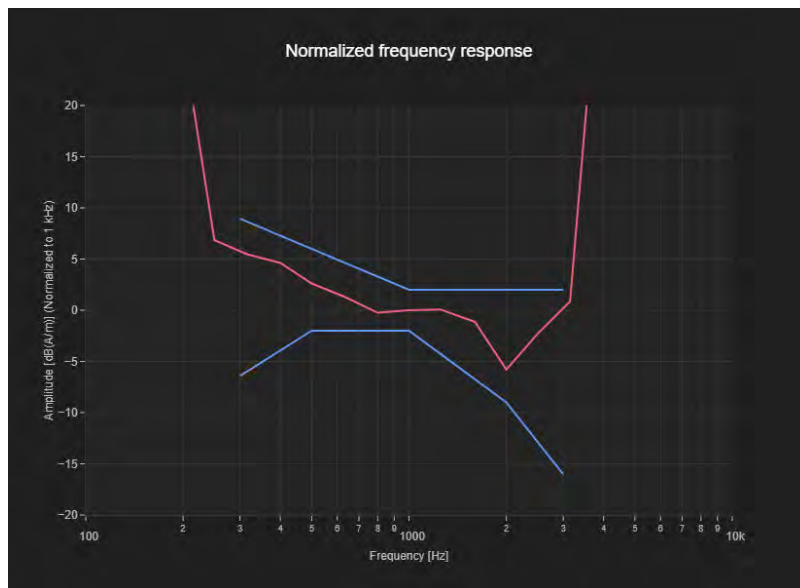 Normalized frequency response
Amplitude [dB(A/m)] (Normalized to 1 kHz)
20
15
10
5
0
−5
−10
−15
−20
100 2 3 4 5 6 7 8 9 1000 2 3 4 5 6 7 8 9 10k
Frequency [Hz]